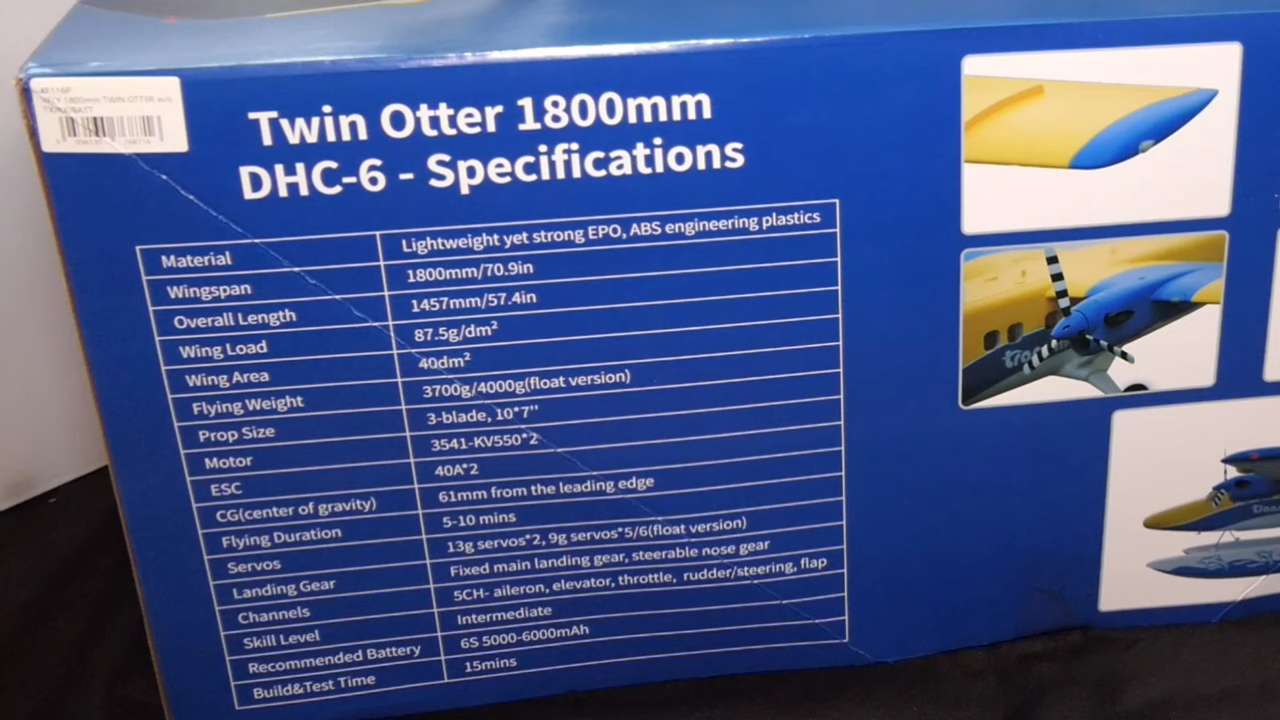 1800mm TWIN OTTER w/o
Twin Otter 1800mm
DHC-6 - Specifications
Material Lightweight yet strong EPO, ABS engineering plastics
Wingspan 1800mm/70.9in
Overall Length 1457mm/57.4in
Wing Load 87.5g/dm²
Wing Area 40dm²
Flying Weight 3700g/4000g(float version)
Prop Size 3-blade, 10*7''
Motor 3541-KV550*2
ESC 40A*2
CG(center of gravity) 61mm from the leading edge
Flying Duration 5-10 mins
Servos 13g servos*2, 9g servos*5/6(float version)
Landing Gear Fixed main landing gear, steerable nose gear
Channels 5CH- aileron, elevator, throttle, rudder/steering, flap
Skill Level Intermediate
Recommended Battery 6S 5000-6000mAh
Build&Test Time 15mins